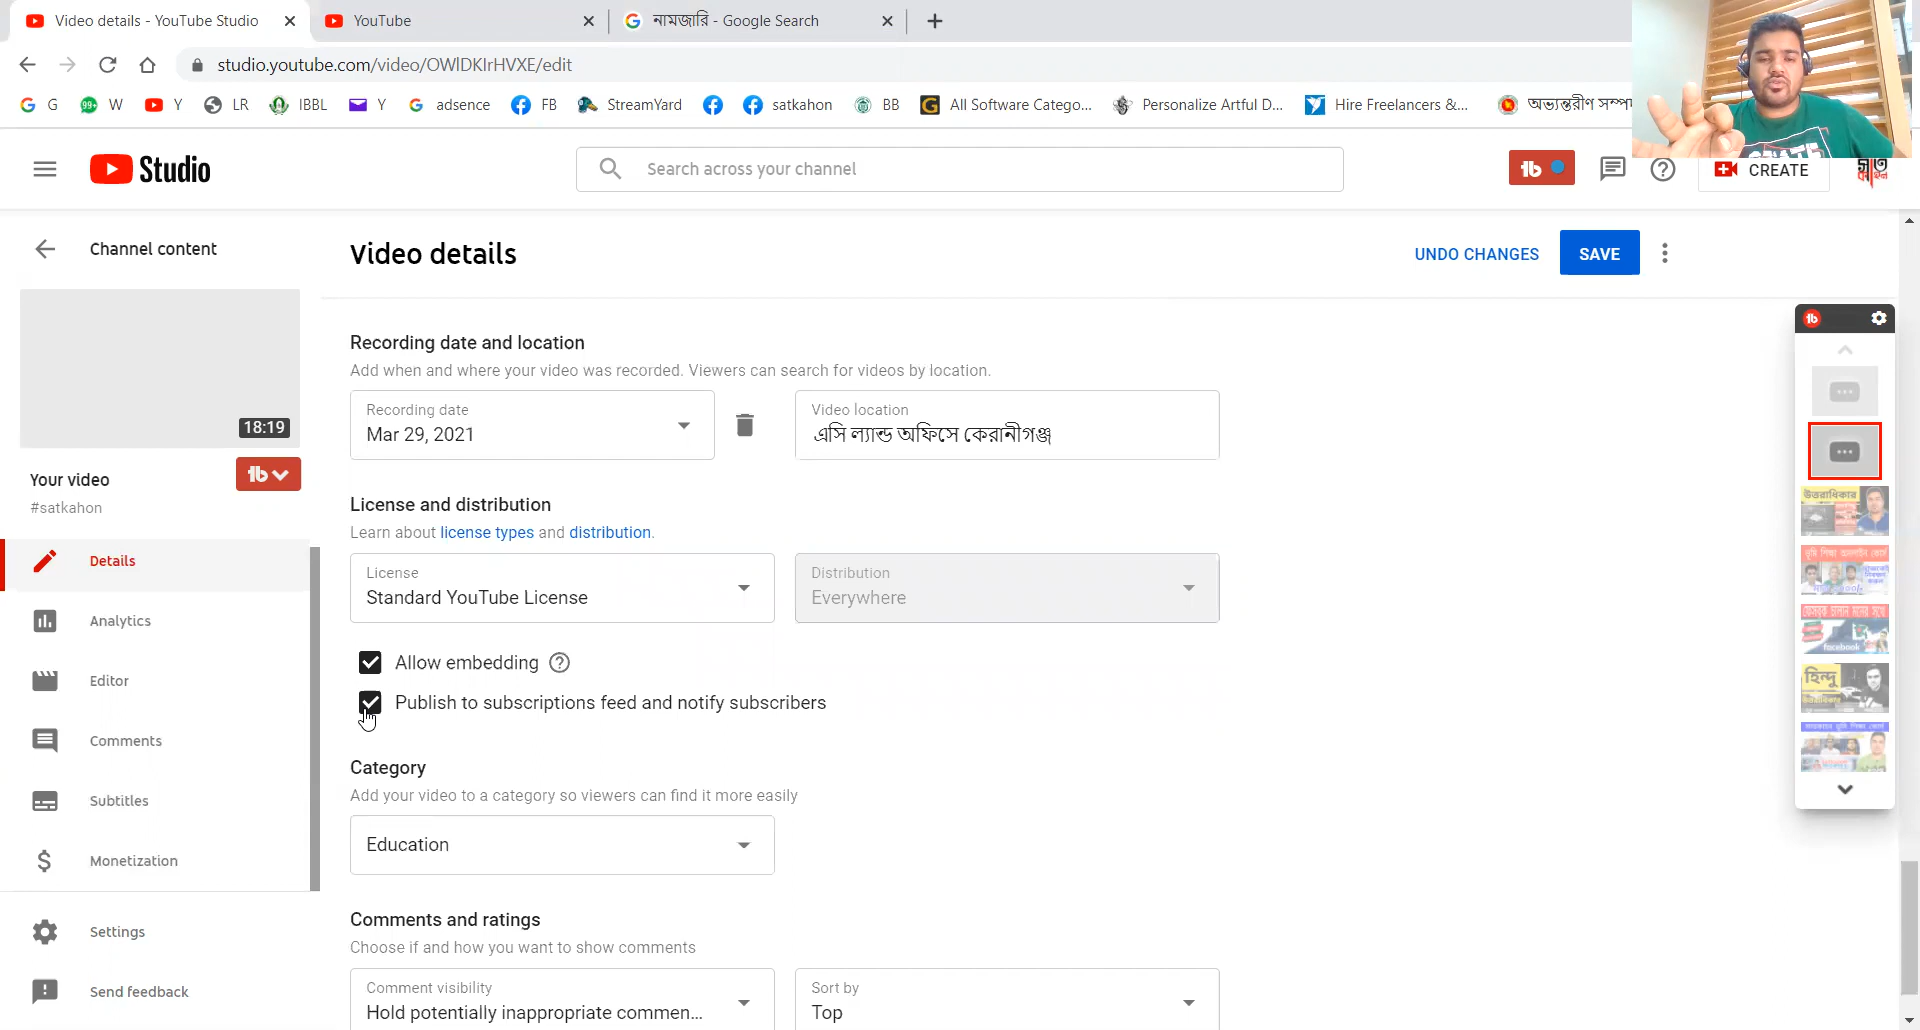 Video details - YouTube Studio
YouTube
নামজারি - Google Search
studio.youtube.com/video/OWlDKIrHVXE/edit
G
99+ W
Y
LR
IBBL
Y
adsence
FB
StreamYard
satkahon
BB
All Software Catego...
Personalize Artful D...
Hire Freelancers &...
অভ্যন্তরীণ সম্পদ
Studio
Search across your channel
CREATE
Channel content
Video details
UNDO CHANGES
SAVE
18:19
Your video
#satkahon
Details
Analytics
Editor
Comments
Subtitles
Monetization
Settings
Send feedback
Recording date and location
Add when and where your video was recorded. Viewers can search for videos by location.
Recording date
Mar 29, 2021
Video location
এসি ল্যান্ড অফিসে কেরানীগঞ্জ
License and distribution
Learn about license types and distribution.
License
Standard YouTube License
Distribution
Everywhere
Allow embedding
Publish to subscriptions feed and notify subscribers
Category
Add your video to a category so viewers can find it more easily
Education
Comments and ratings
Choose if and how you want to show comments
Comment visibility
Hold potentially inappropriate commen...
Sort by
Top
উত্তরাধিকার
facebook
হিন্দু